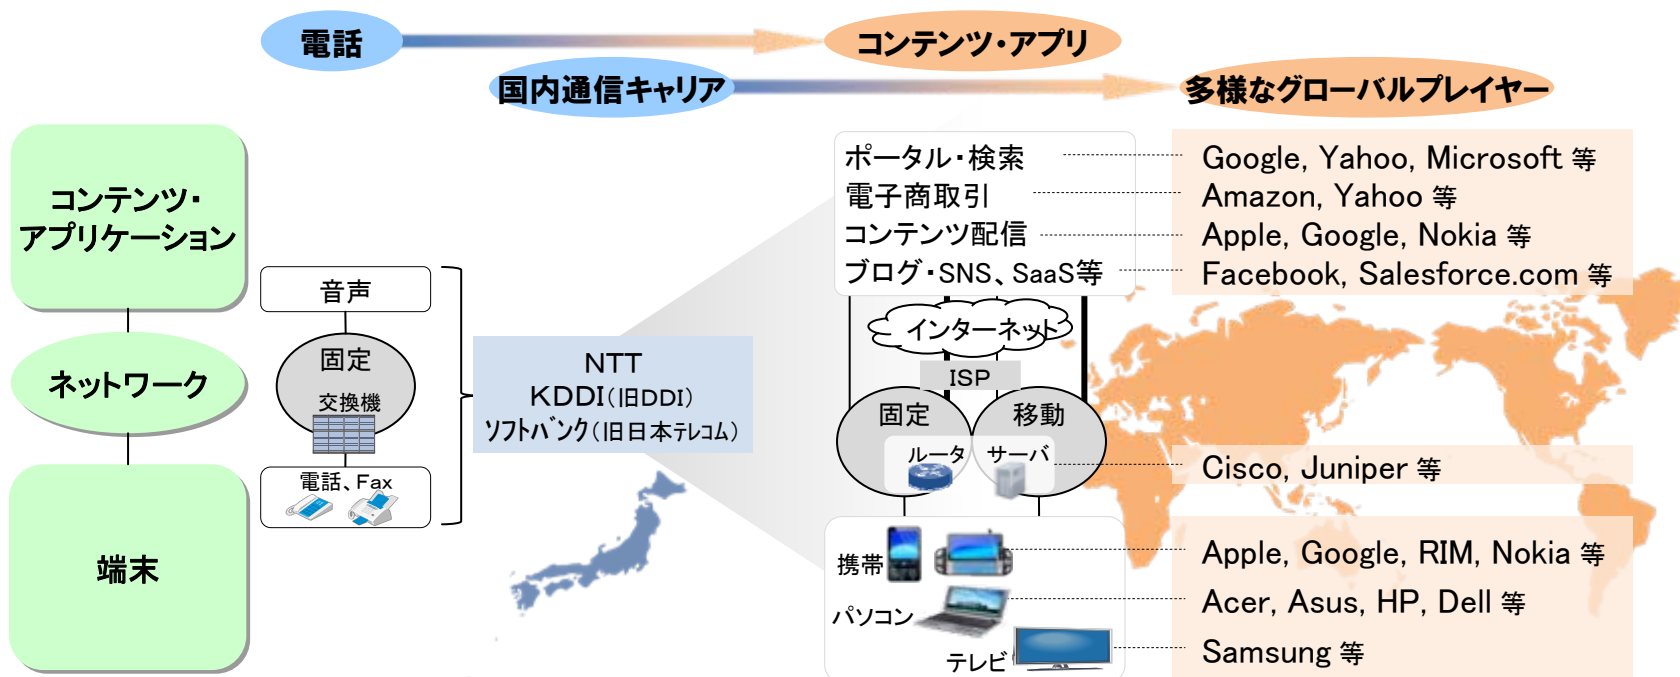 電話
コンテンツ・アプリ
国内通信キャリア
多様なグローバルプレイヤー
コンテンツ・
アプリケーション
ネットワーク
端末
音声
固定
交換機
電話、Fax
NTT
KDDI(旧DDI)
ソフトバンク(旧日本テレコム)
ポータル・検索
電子商取引
コンテンツ配信
ブログ・SNS、SaaS等
インターネット
ISP
固定
移動
ルータ
サーバ
携帯
パソコン
テレビ
Google, Yahoo, Microsoft 等
Amazon, Yahoo 等
Apple, Google, Nokia 等
Facebook, Salesforce.com 等
Cisco, Juniper 等
Apple, Google, RIM, Nokia 等
Acer, Asus, HP, Dell 等
Samsung 等